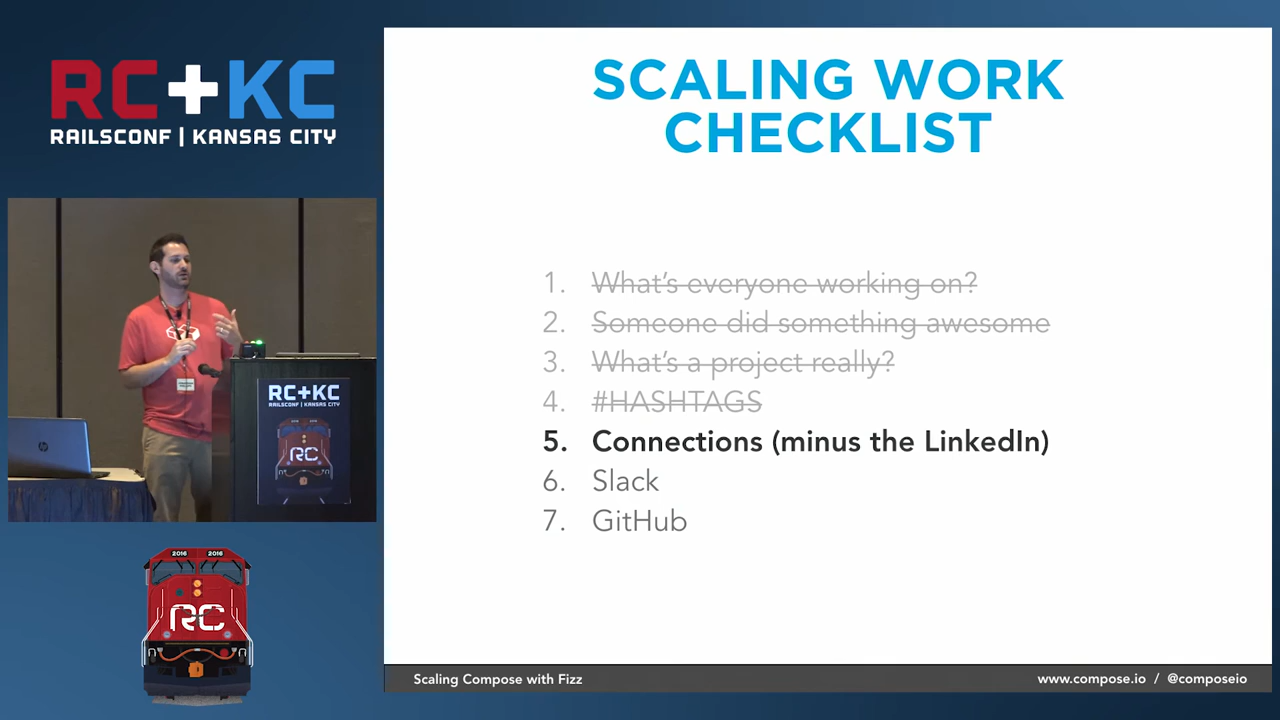 RC+KC
RAILSCONF | KANSAS CITY
SCALING WORK
CHECKLIST
1. What's everyone working on?
2. Someone did something awesome
3. What's a project really?
4. #HASHTAGS
5. Connections (minus the LinkedIn)
6. Slack
7. GitHub
RC+KC
RAILSCONF | KANSAS CITY
RC
hp
2016 2016
RC
Scaling Compose with Fizz
www.compose.io / @composeio